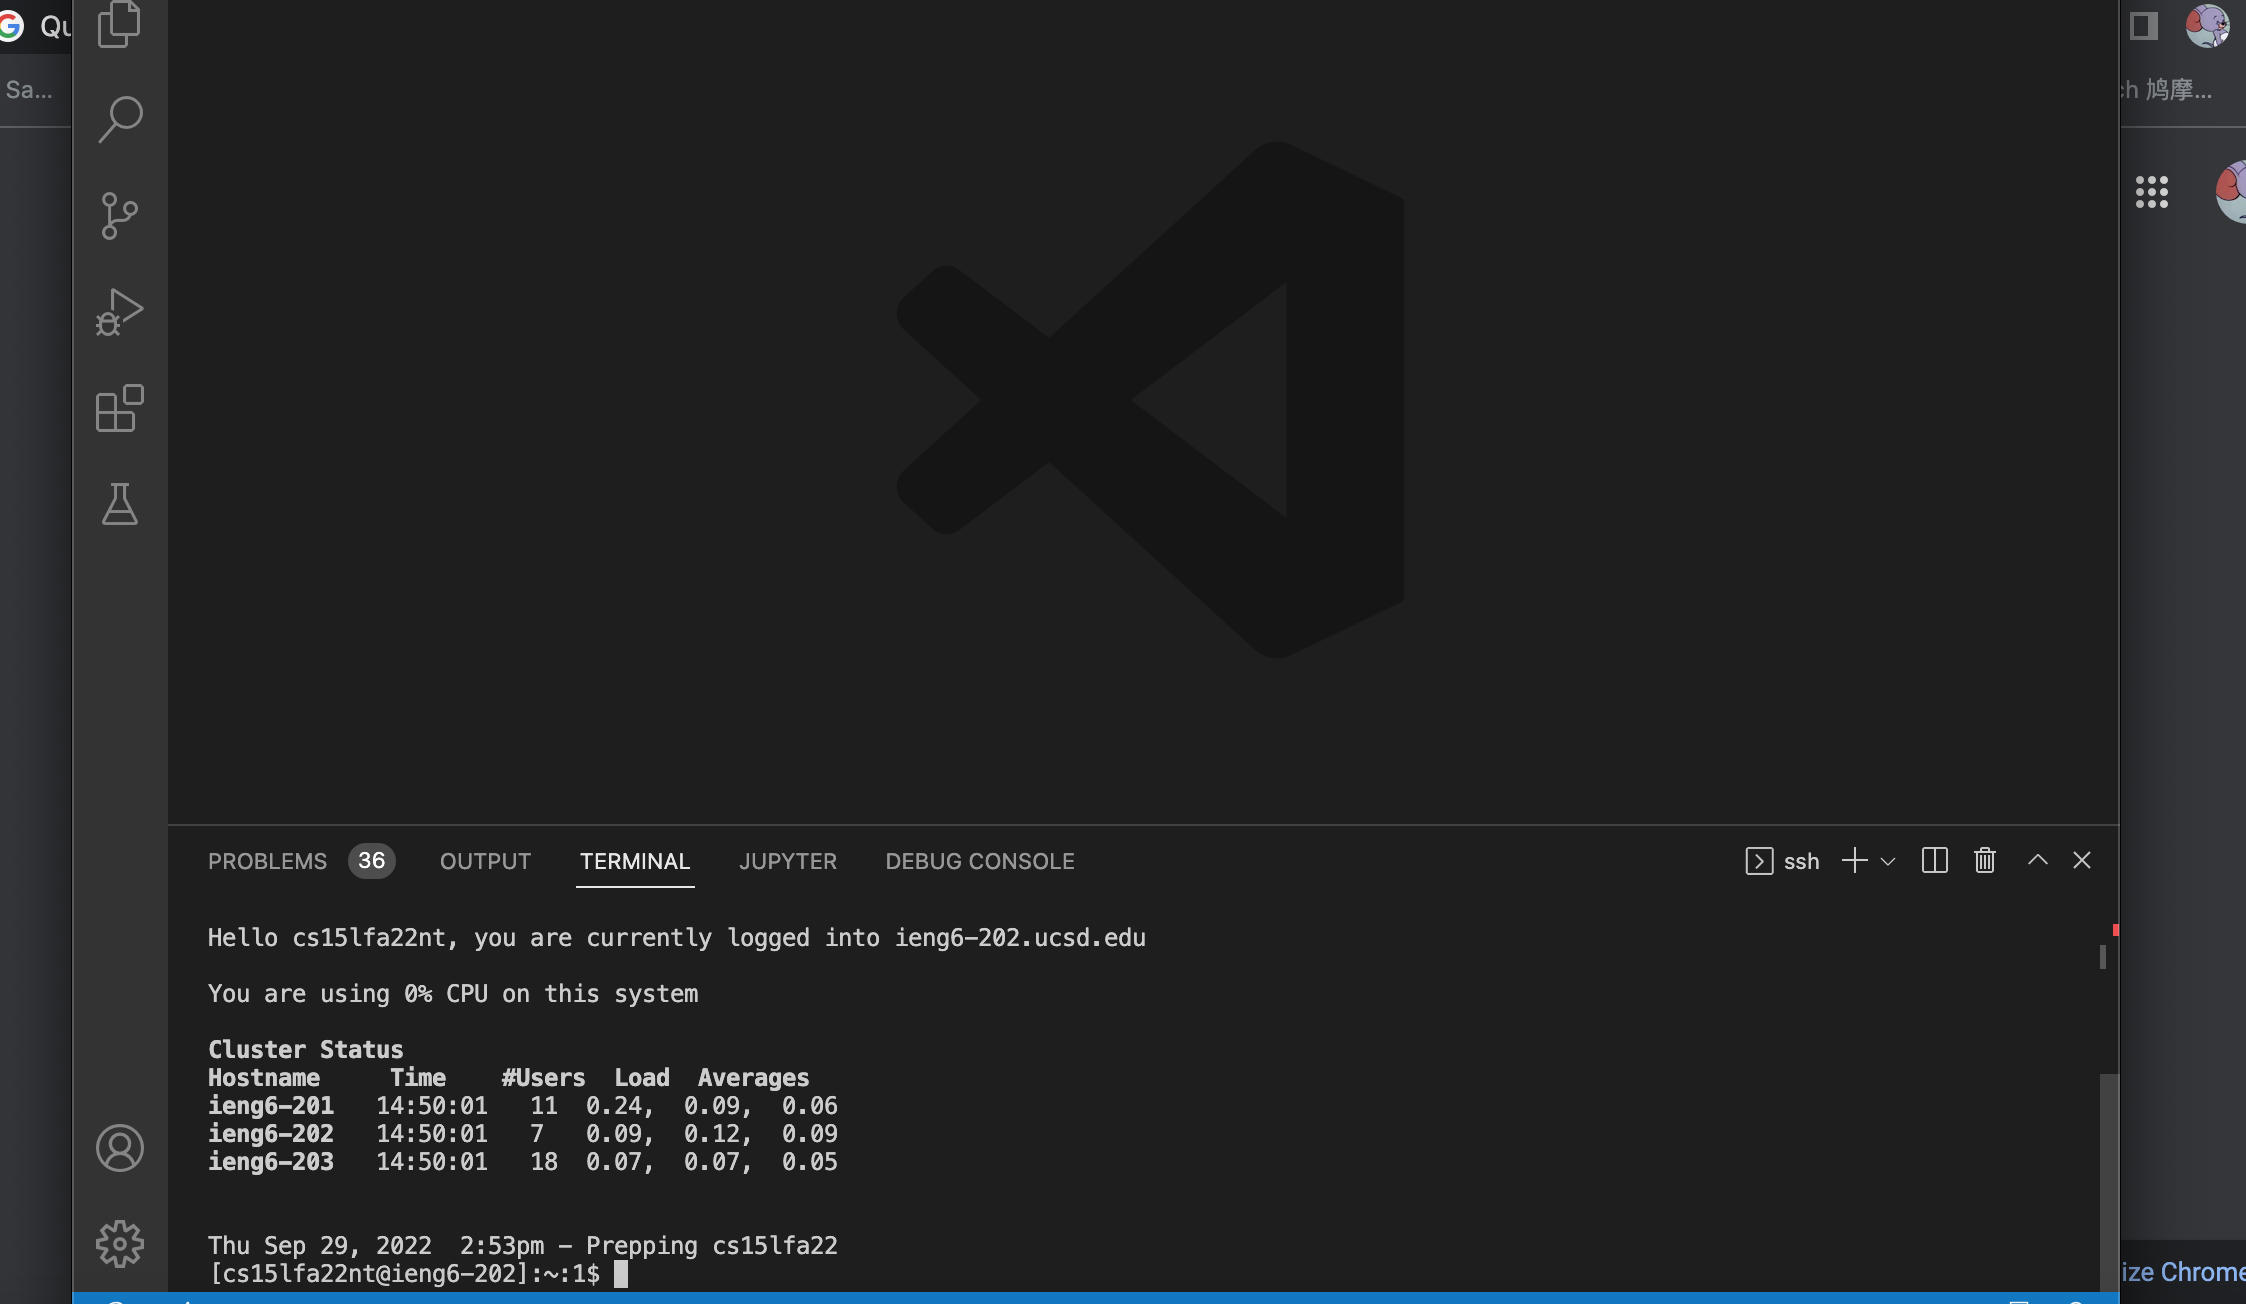 Qu
Sa...
ch 鸠摩...
PROBLEMS 36 OUTPUT TERMINAL JUPYTER DEBUG CONSOLE ssh
Hello cs15lfa22nt, you are currently logged into ieng6-202.ucsd.edu
You are using 0% CPU on this system
Cluster Status
Hostname Time #Users Load Averages
ieng6-201 14:50:01 11 0.24, 0.09, 0.06
ieng6-202 14:50:01 7 0.09, 0.12, 0.09
ieng6-203 14:50:01 18 0.07, 0.07, 0.05
Thu Sep 29, 2022 2:53pm - Prepping cs15lfa22
[cs15lfa22nt@ieng6-202]:~:1$
ize Chrome